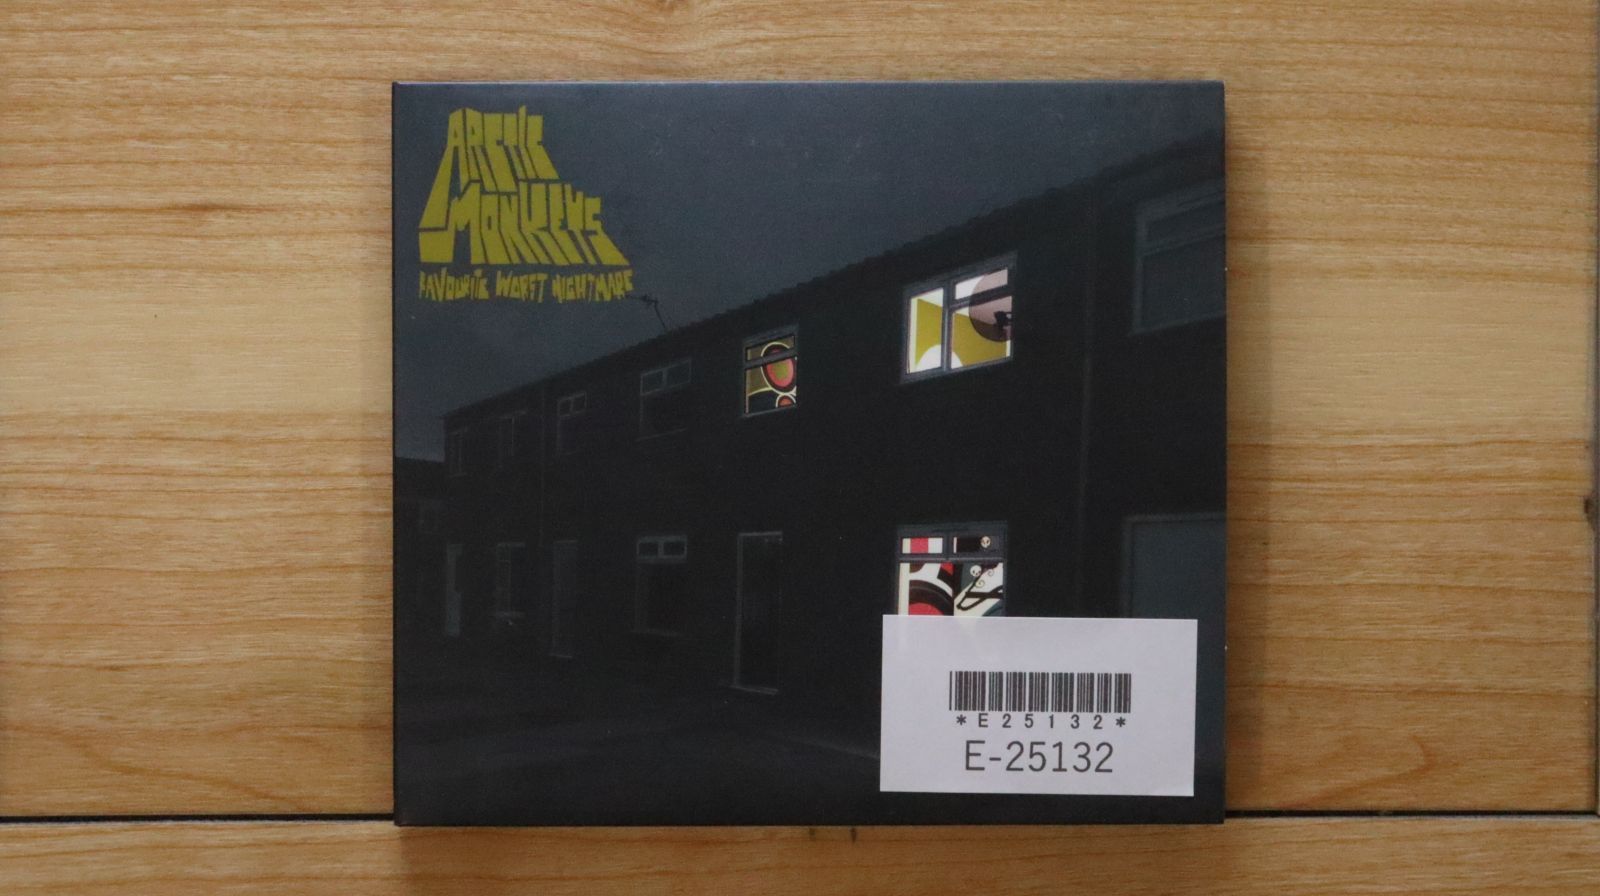 ARCTIC
MONKEYS
FAVOURITE WORST NIGHTMARE
*E25132*
E-25132